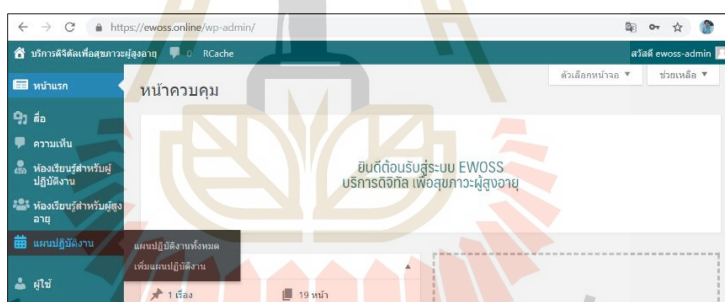 https://ewoss.online/wp-admin/
บริการดิจิตัลเพื่อสุขภาวะผู้สูงอายุ 0 RCache สวัสดี ewoss-admin
หน้าแรก
หน้าควบคุม
ตัวเลือกหน้าจอ ช่วยเหลือ
สื่อ
ความเห็น
ห้องเรียนรู้สำหรับผู้
ปฏิบัติงาน
ห้องเรียนรู้สำหรับผู้สูง
อายุ
ยินดีต้อนรับสู่ระบบ EWOSS
บริการดิจิทัล เพื่อสุขภาวะผู้สูงอายุ
แผนปฏิบัติงาน
แผนปฏิบัติงานทั้งหมด
เพิ่มแผนปฏิบัติงาน
ผู้ใช้
1 เรื่อง 19 หน้า